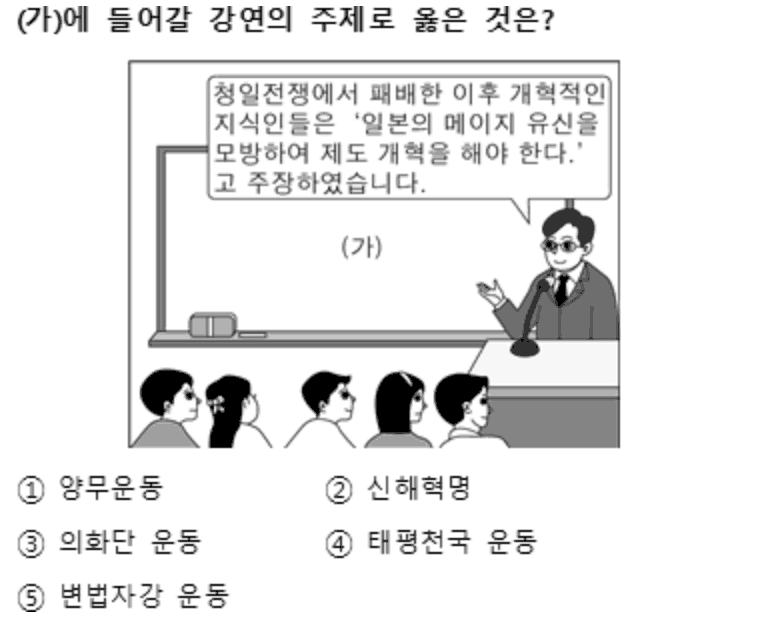 (가)에 들어갈 강연의 주제로 옳은 것은?
청일전쟁에서 패배한 이후 개혁적인
지식인들은 ‘일본의 메이지 유신을
모방하여 제도 개혁을 해야 한다.’
고 주장하였습니다.
(가)
① 양무운동 ② 신해혁명
③ 의화단 운동 ④ 태평천국 운동
⑤ 변법자강 운동